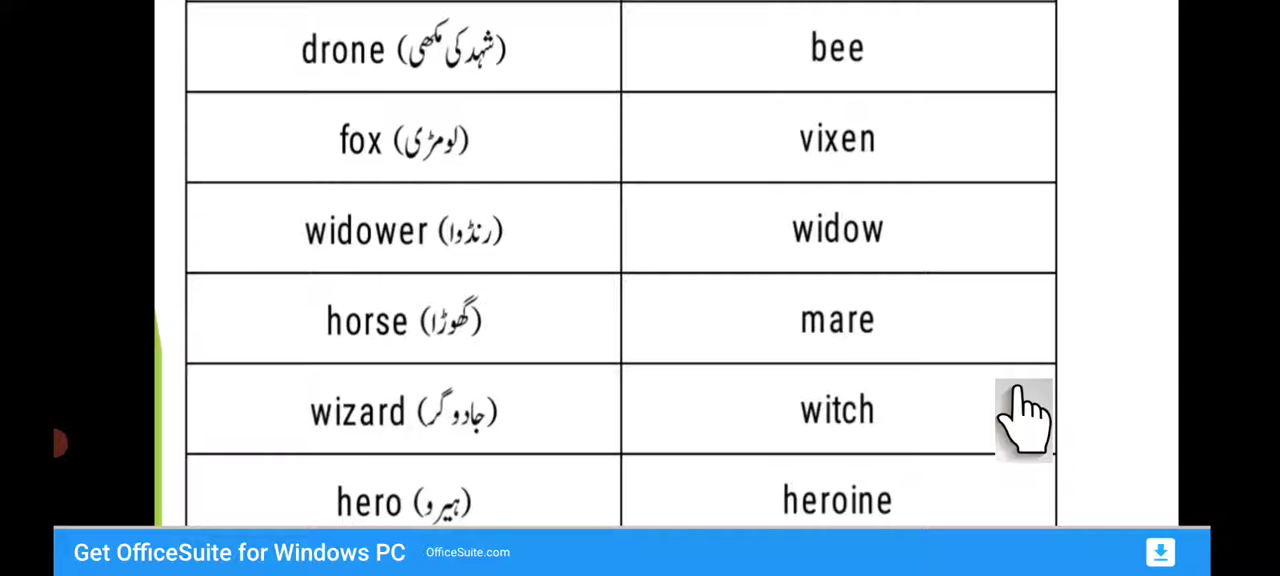 drone (شہد کی مکھی) bee
fox (لومڑی) vixen
widower (رنڈوا) widow
horse (گھوڑا) mare
wizard (جادوگر) witch
hero (ہیرو) heroine
Get OfficeSuite for Windows PC OfficeSuite.com